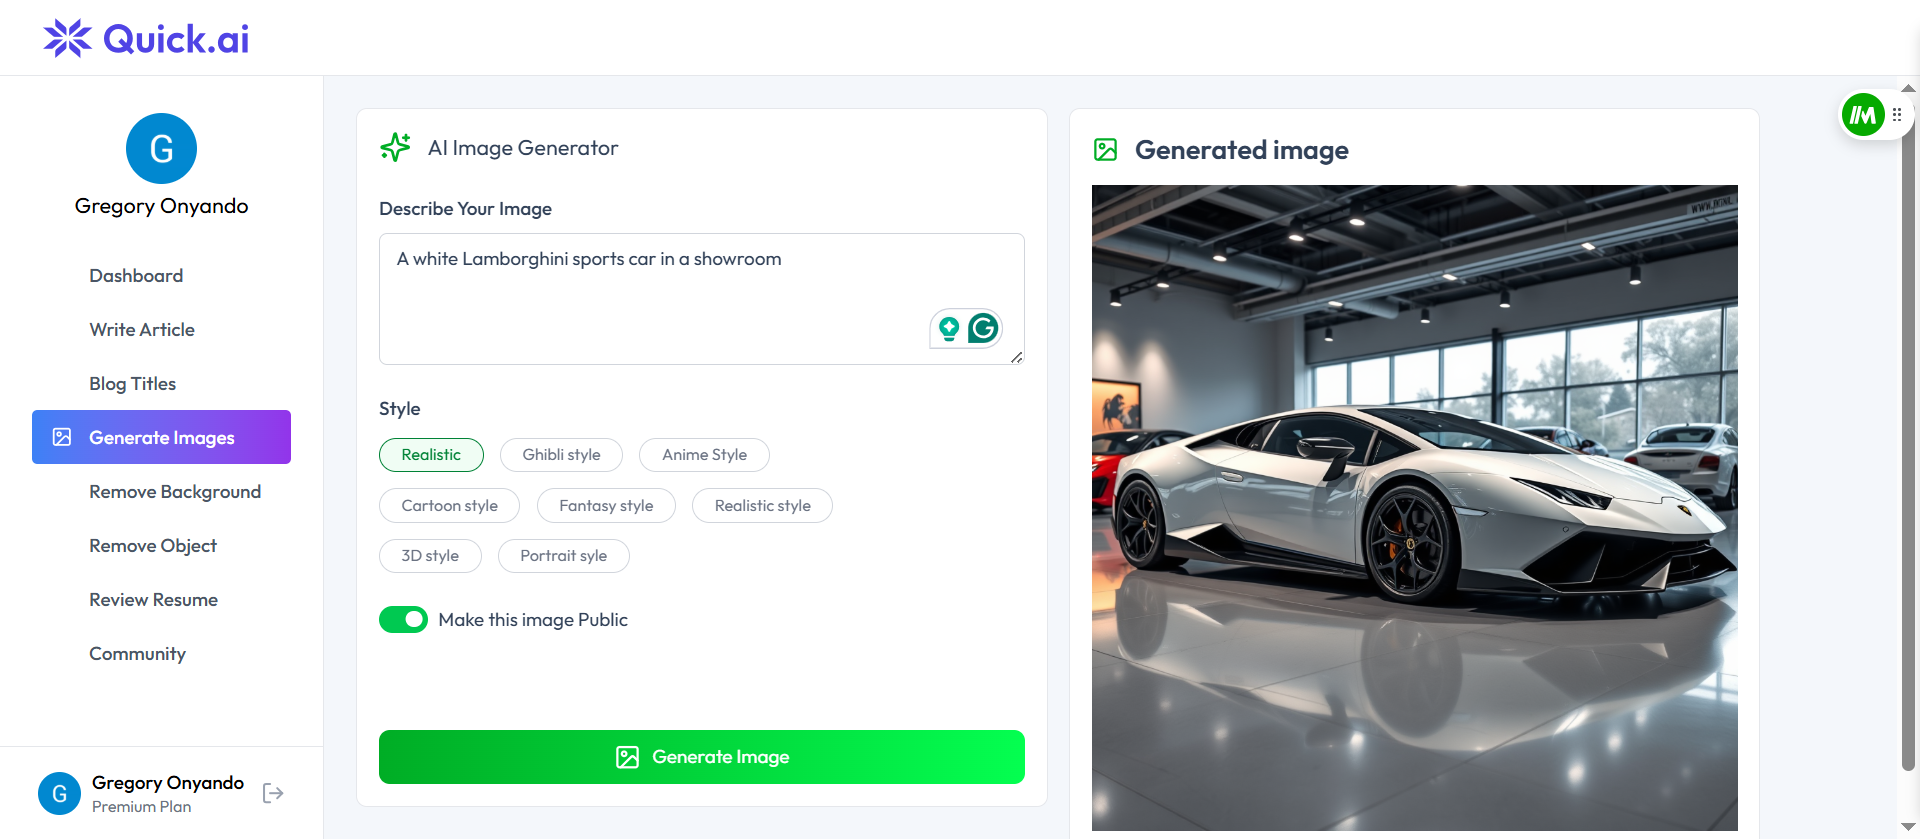 Quick.ai
G
Gregory Onyando
Dashboard
Write Article
Blog Titles
Generate Images
Remove Background
Remove Object
Review Resume
Community
G
Gregory Onyando
Premium Plan
AI Image Generator
Describe Your Image
A white Lamborghini sports car in a showroom
Style
Realistic
Ghibli style
Anime Style
Cartoon style
Fantasy style
Realistic style
3D style
Portrait syle
Make this image Public
Generate Image
Generated image